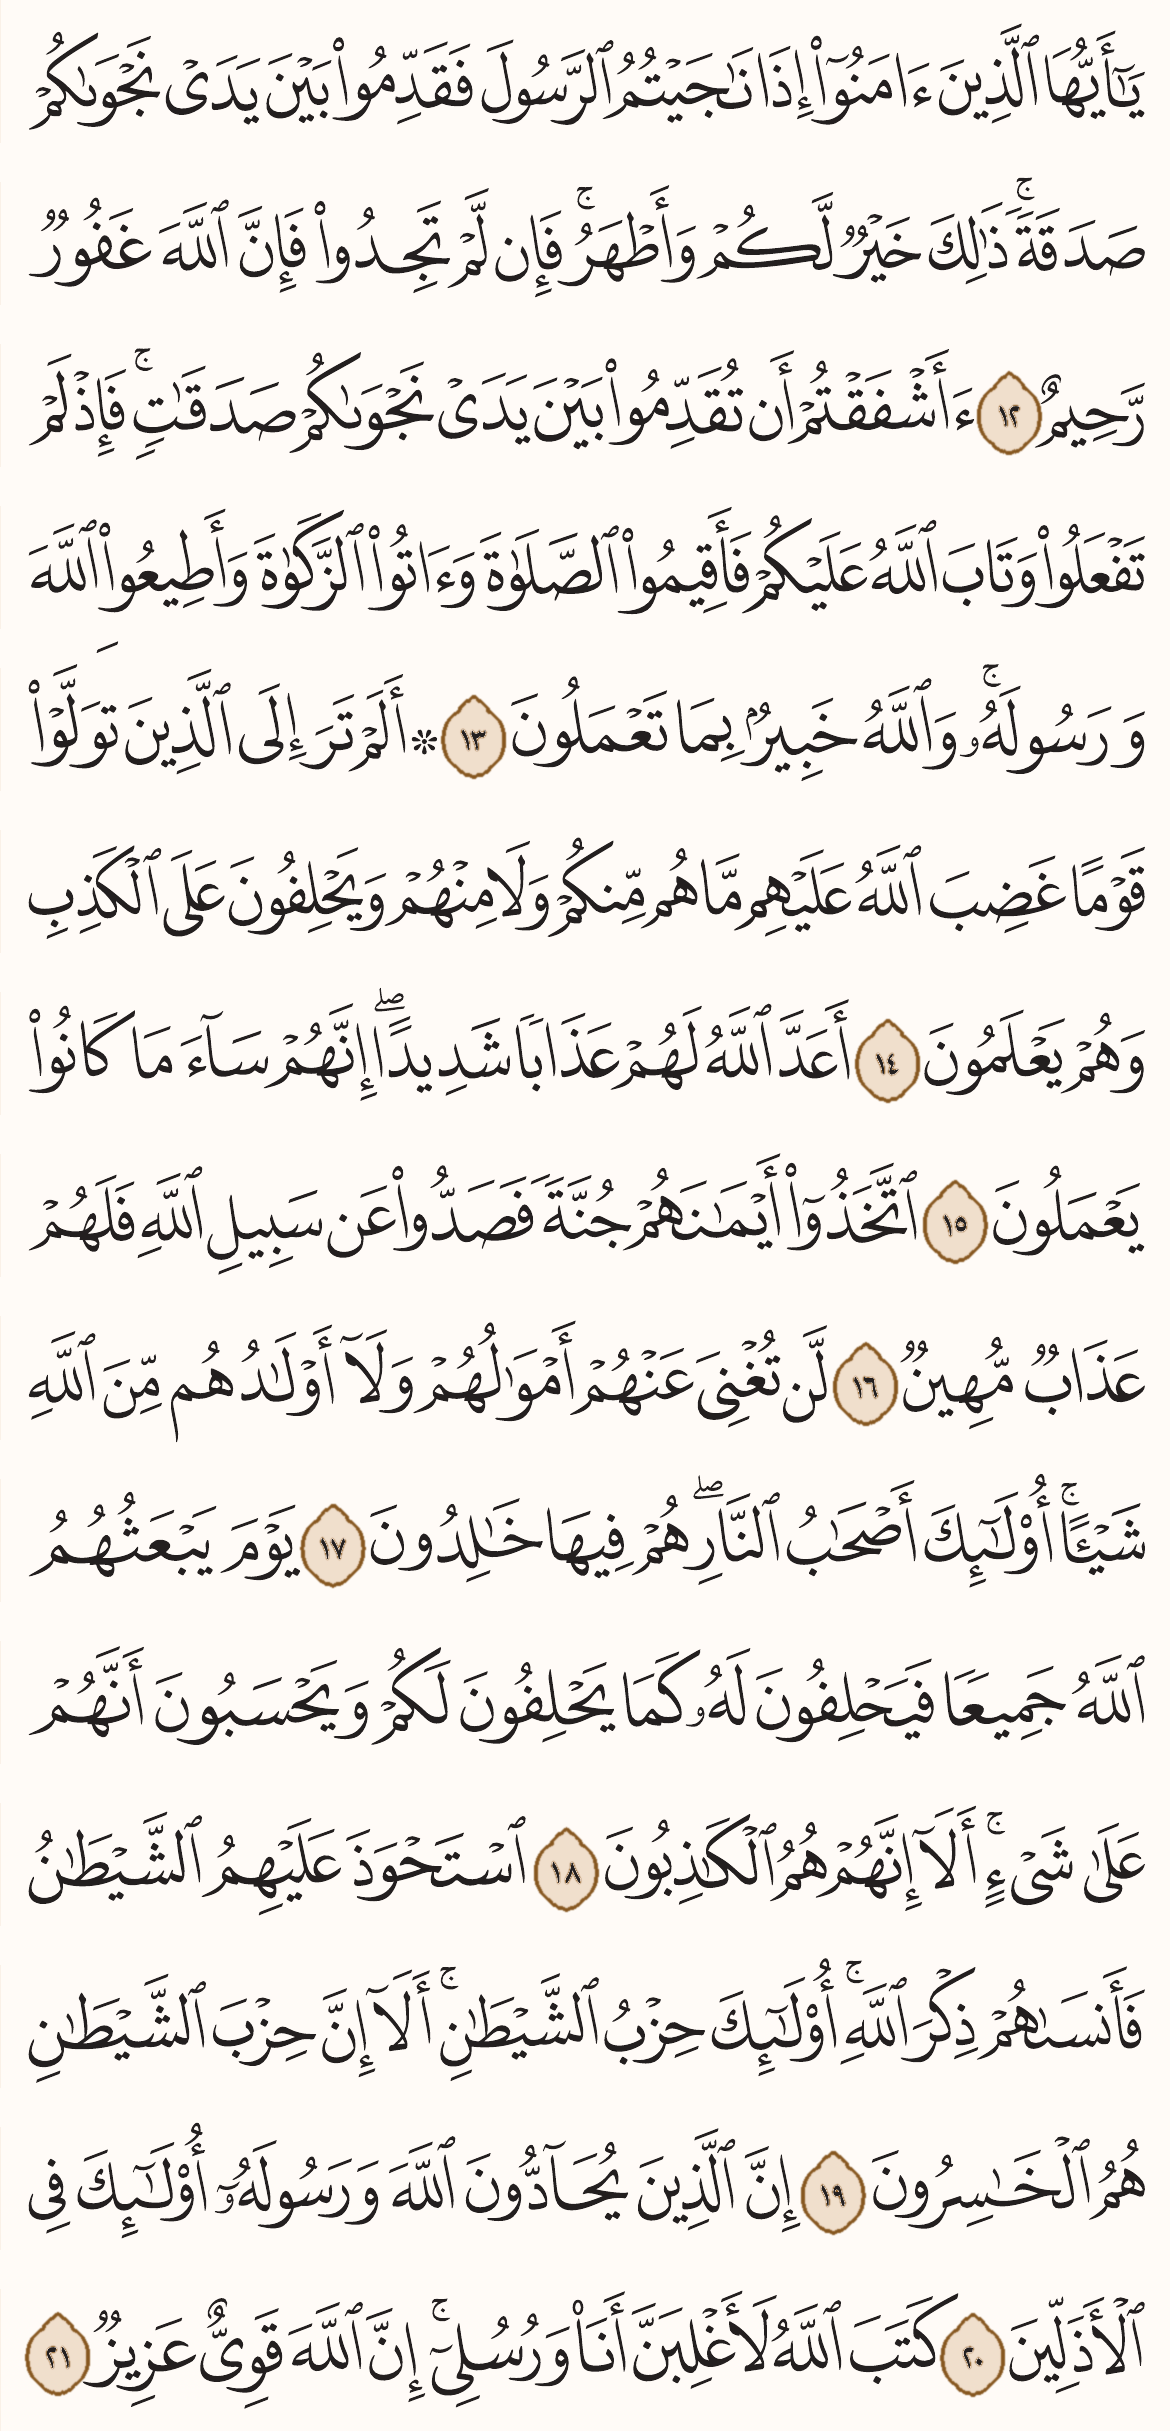 يَٰٓأَيُّهَا ٱلَّذِينَ ءَامَنُوٓا۟ إِذَا نَٰجَيْتُمُ ٱلرَّسُولَ فَقَدِّمُوا۟ بَيْنَ يَدَىْ نَجْوَىٰكُمْ
صَدَقَةً ۚ ذَٰلِكَ خَيْرٌ لَّكُمْ وَأَطْهَرُ ۚ فَإِن لَّمْ تَجِدُوا۟ فَإِنَّ ٱللَّهَ غَفُورٌ
رَّحِيمٌ ١٢ ءَأَشْفَقْتُمْ أَن تُقَدِّمُوا۟ بَيْنَ يَدَىْ نَجْوَىٰكُمْ صَدَقَٰتٍ ۚ فَإِذْ لَمْ
تَفْعَلُوا۟ وَتَابَ ٱللَّهُ عَلَيْكُمْ فَأَقِيمُوا۟ ٱلصَّلَوٰةَ وَءَاتُوا۟ ٱلزَّكَوٰةَ وَأَطِيعُوا۟ ٱللَّهَ
وَرَسُولَهُۥ ۚ وَٱللَّهُ خَبِيرٌۢ بِمَا تَعْمَلُونَ ١٣ ۞ أَلَمْ تَرَ إِلَى ٱلَّذِينَ تَوَلَّوْا۟
قَوْمًا غَضِبَ ٱللَّهُ عَلَيْهِم مَّا هُم مِّنكُمْ وَلَا مِنْهُمْ وَيَحْلِفُونَ عَلَى ٱلْكَذِبِ
وَهُمْ يَعْلَمُونَ ١٤ أَعَدَّ ٱللَّهُ لَهُمْ عَذَابًا شَدِيدًا ۖ إِنَّهُمْ سَآءَ مَا كَانُوا۟
يَعْمَلُونَ ١٥ ٱتَّخَذُوٓا۟ أَيْمَٰنَهُمْ جُنَّةً فَصَدُّوا۟ عَن سَبِيلِ ٱللَّهِ فَلَهُمْ
عَذَابٌ مُّهِينٌ ١٦ لَّن تُغْنِىَ عَنْهُمْ أَمْوَٰلُهُمْ وَلَآ أَوْلَٰدُهُم مِّنَ ٱللَّهِ
شَيْـًٔا ۚ أُو۟لَٰٓئِكَ أَصْحَٰبُ ٱلنَّارِ ۖ هُمْ فِيهَا خَٰلِدُونَ ١٧ يَوْمَ يَبْعَثُهُمُ
ٱللَّهُ جَمِيعًا فَيَحْلِفُونَ لَهُۥ كَمَا يَحْلِفُونَ لَكُمْ وَيَحْسَبُونَ أَنَّهُمْ
عَلَىٰ شَىْءٍ ۚ أَلَآ إِنَّهُمْ هُمُ ٱلْكَٰذِبُونَ ١٨ ٱسْتَحْوَذَ عَلَيْهِمُ ٱلشَّيْطَٰنُ
فَأَنسَىٰهُمْ ذِكْرَ ٱللَّهِ ۚ أُو۟لَٰٓئِكَ حِزْبُ ٱلشَّيْطَٰنِ ۚ أَلَآ إِنَّ حِزْبَ ٱلشَّيْطَٰنِ
هُمُ ٱلْخَٰسِرُونَ ١٩ إِنَّ ٱلَّذِينَ يُحَآدُّونَ ٱللَّهَ وَرَسُولَهُۥٓ أُو۟لَٰٓئِكَ فِى
ٱلْأَذَلِّينَ ٢٠ كَتَبَ ٱللَّهُ لَأَغْلِبَنَّ أَنَا۠ وَرُسُلِىٓ ۚ إِنَّ ٱللَّهَ قَوِىٌّ عَزِيزٌ ٢١